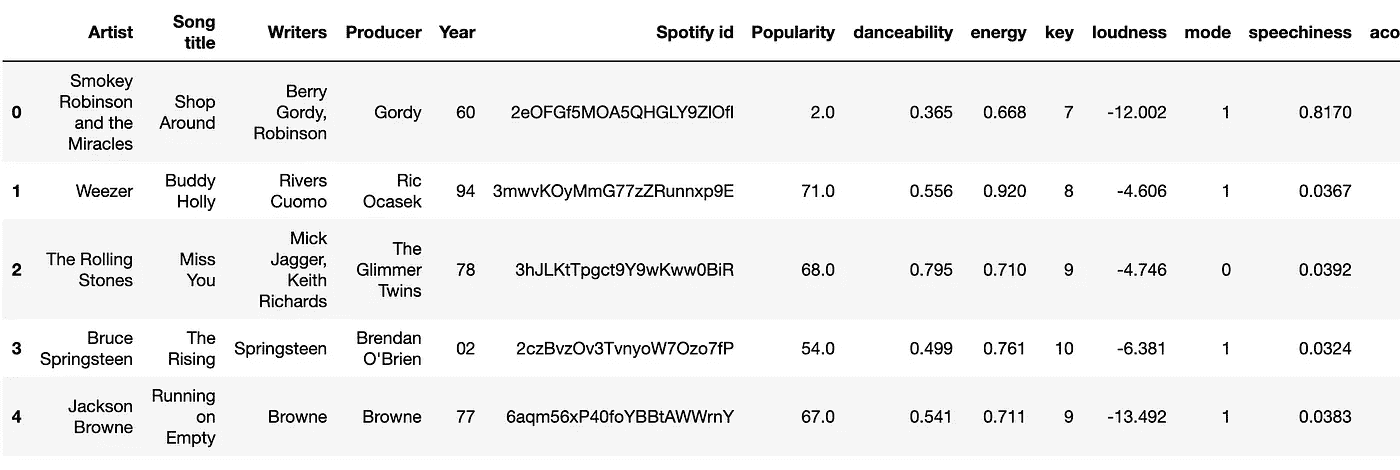 Artist Song title Writers Producer Year Spotify id Popularity danceability energy key loudness mode speechiness aco
0 Smokey Robinson and the Miracles Shop Around Berry Gordy, Robinson Gordy 60 2eOFGf5MOA5QHGLY9ZlOfl 2.0 0.365 0.668 7 -12.002 1 0.8170
1 Weezer Buddy Holly Rivers Cuomo Ric Ocasek 94 3mwvKOyMmG77zZRunnxp9E 71.0 0.556 0.920 8 -4.606 1 0.0367
2 The Rolling Stones Miss You Mick Jagger, Keith Richards The Glimmer Twins 78 3hJLKtTpgct9Y9wKww0BiR 68.0 0.795 0.710 9 -4.746 0 0.0392
3 Bruce Springsteen The Rising Springsteen Brendan O'Brien 02 2czBvzOv3TvnyoW7Ozo7fP 54.0 0.499 0.761 10 -6.381 1 0.0324
4 Jackson Browne Running on Empty Browne Browne 77 6aqm56xP40foYBBtAWWrnY 67.0 0.541 0.711 9 -13.492 1 0.0383